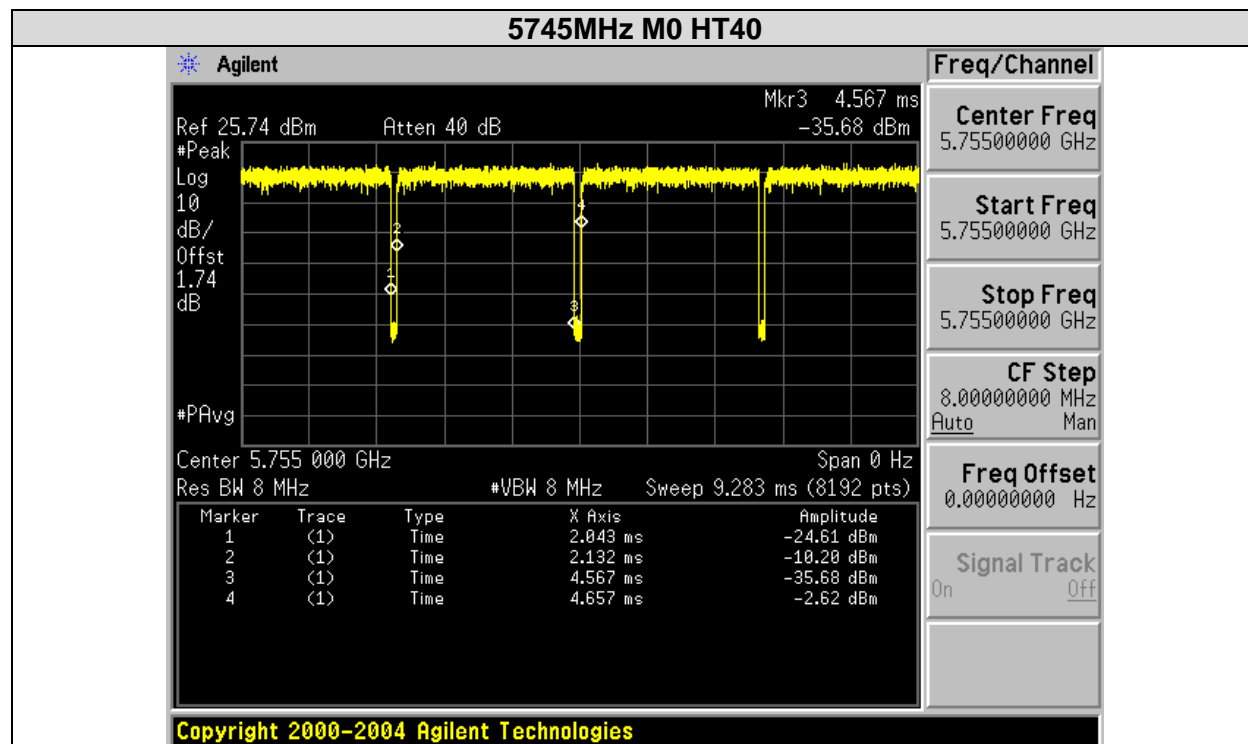 5745MHz M0 HT40
Agilent
Freq/Channel
Mkr3 4.567 ms
Ref 25.74 dBm Atten 40 dB -35.68 dBm
#Peak
Log
10
dB/
Offst
1.74
dB
#PAvg
1
2
3
4
Center 5.755 000 GHz Span 0 Hz
Res BW 8 MHz #VBW 8 MHz Sweep 9.283 ms (8192 pts)
Marker Trace Type X Axis Amplitude
1 (1) Time 2.043 ms -24.61 dBm
2 (1) Time 2.132 ms -10.20 dBm
3 (1) Time 4.567 ms -35.68 dBm
4 (1) Time 4.657 ms -2.62 dBm
Center Freq
5.75500000 GHz
Start Freq
5.75500000 GHz
Stop Freq
5.75500000 GHz
CF Step
8.00000000 MHz
Auto Man
Freq Offset
0.00000000 Hz
Signal Track
On Off
Copyright 2000-2004 Agilent Technologies